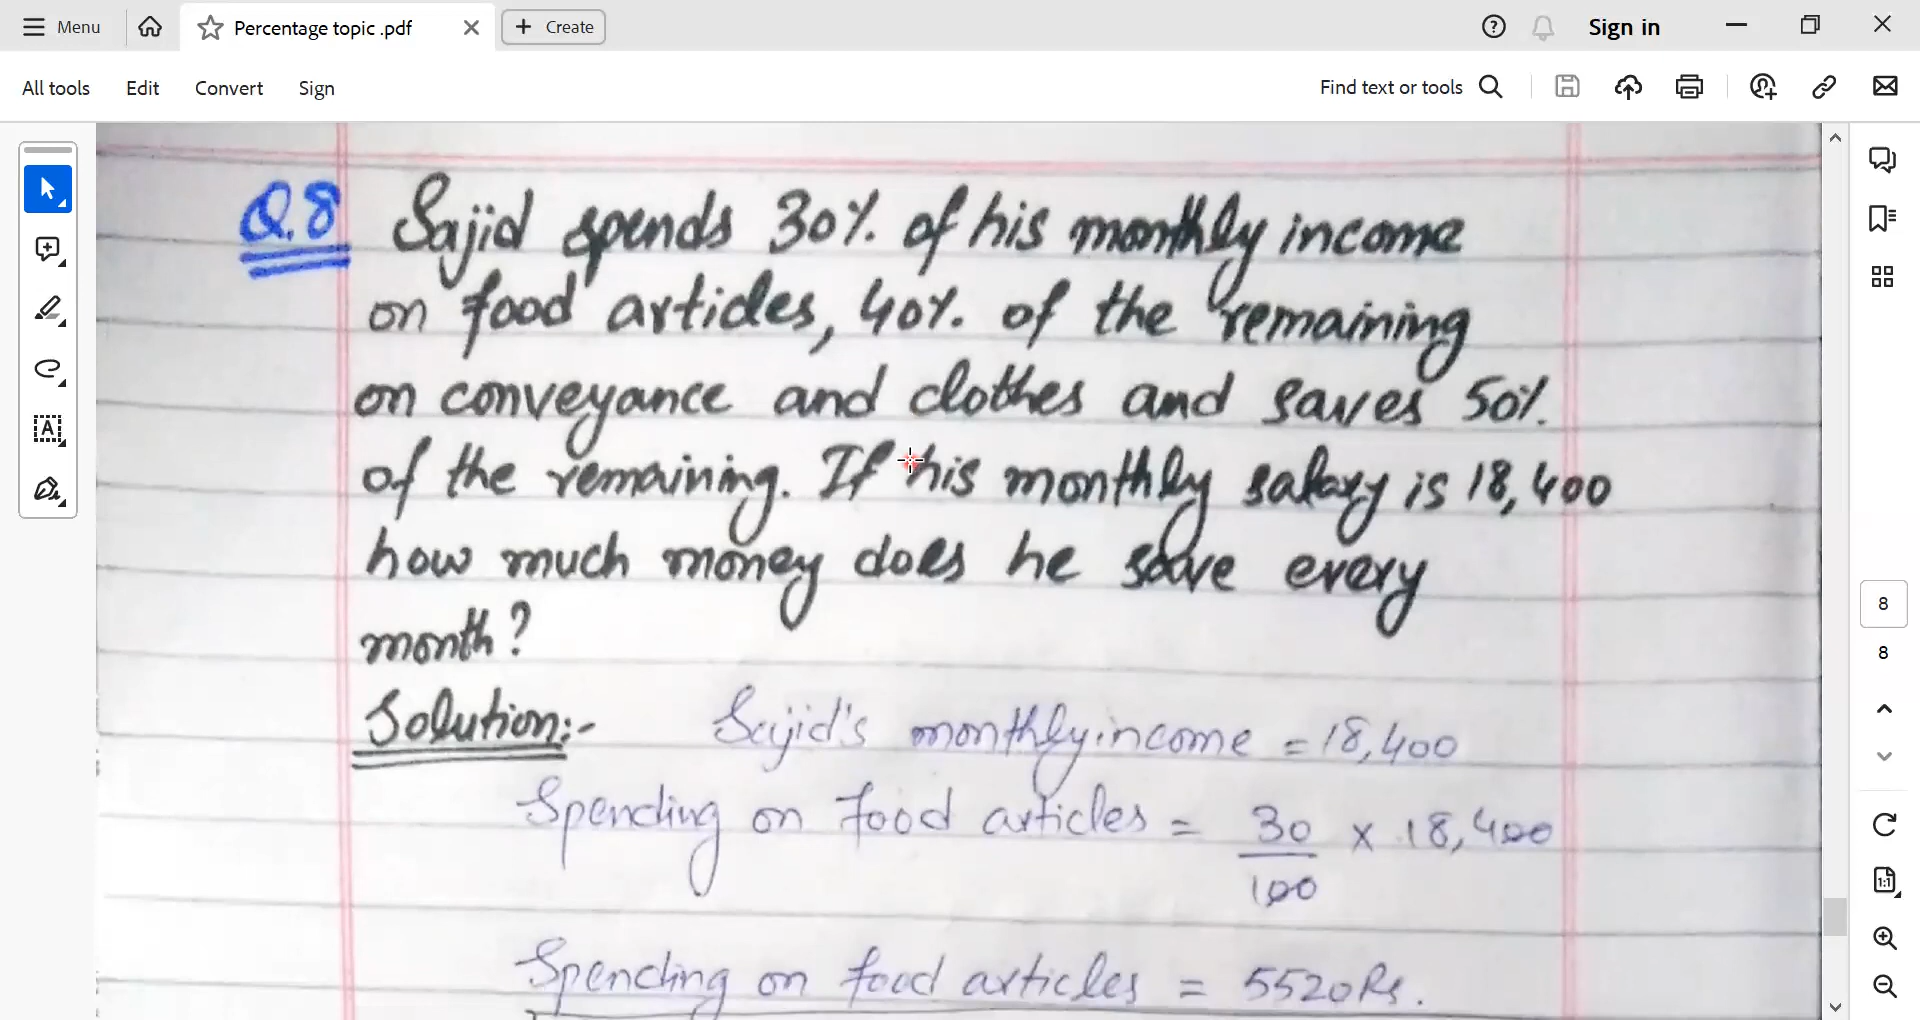 Menu
Percentage topic .pdf
Create
Sign in
All tools
Edit
Convert
Sign
Find text or tools
Q.8 Sajid spends 30%. of his monthly income
on food articles, 40%. of the remaining
on conveyance and clothes and saves 50%.
of the remaining. If his monthly salary is 18,400
how much money does he save every
month?
Solution:- Sajid's monthly income = 18,400
Spending on food articles = 30/100 × 18,400
Spending on food articles = 5520Rs.
8
8